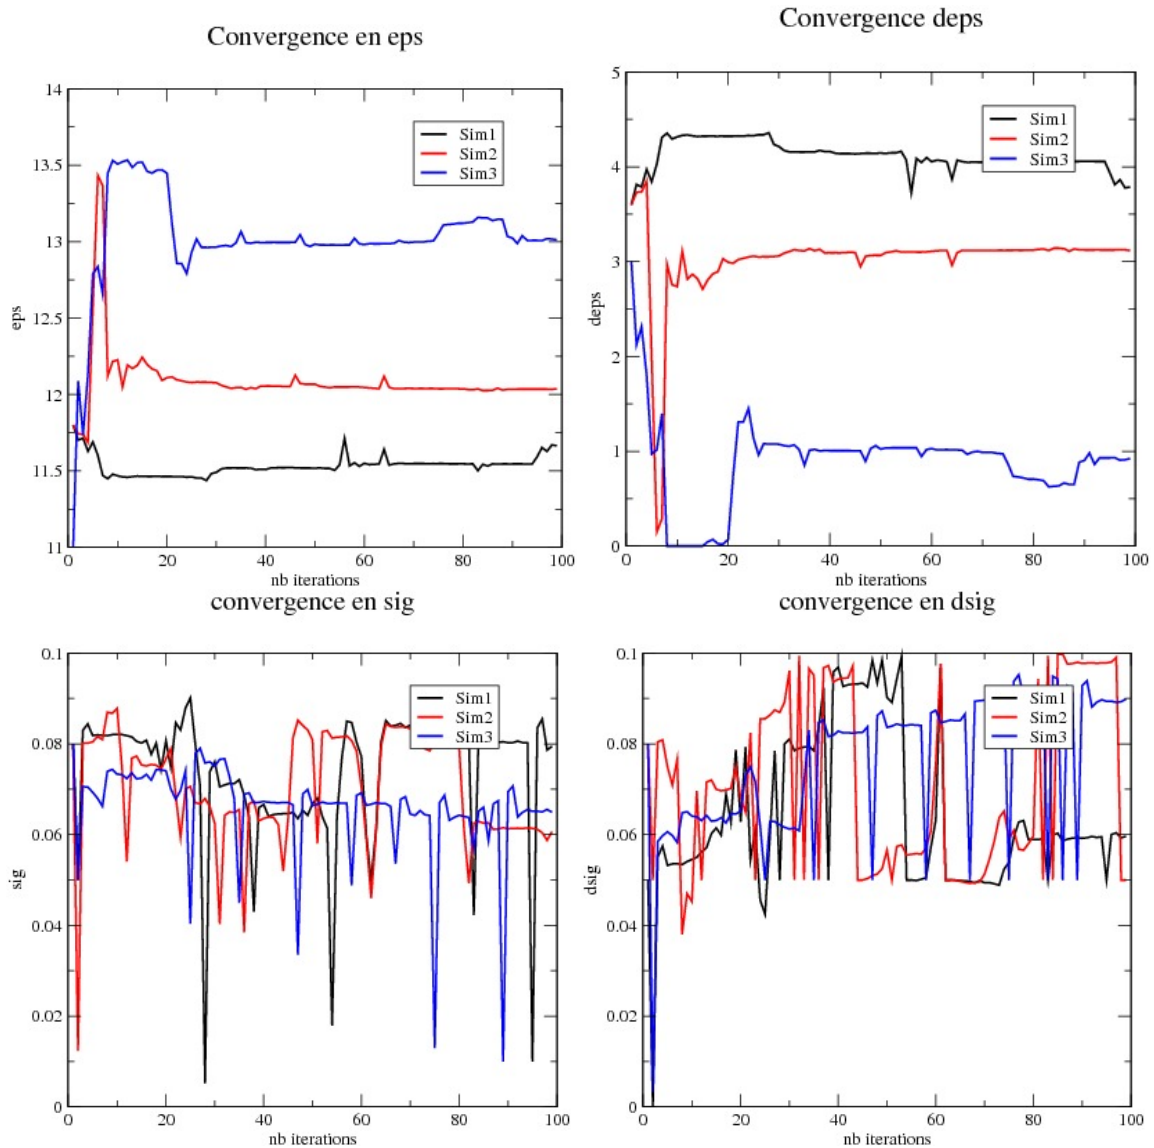 Convergence en eps
14
13.5
13
12.5
12
11.5
11
eps
0
20
40
60
80
100
nb iterations
Sim1
Sim2
Sim3
Convergence deps
5
4
3
2
1
0
deps
0
20
40
60
80
100
nb iterations
Sim1
Sim2
Sim3
convergence en sig
0.1
0.08
0.06
0.04
0.02
0
sig
0
20
40
60
80
100
nb iterations
Sim1
Sim2
Sim3
convergence en dsig
0.1
0.08
0.06
0.04
0.02
0
dsig
0
20
40
60
80
100
nb iterations
Sim1
Sim2
Sim3